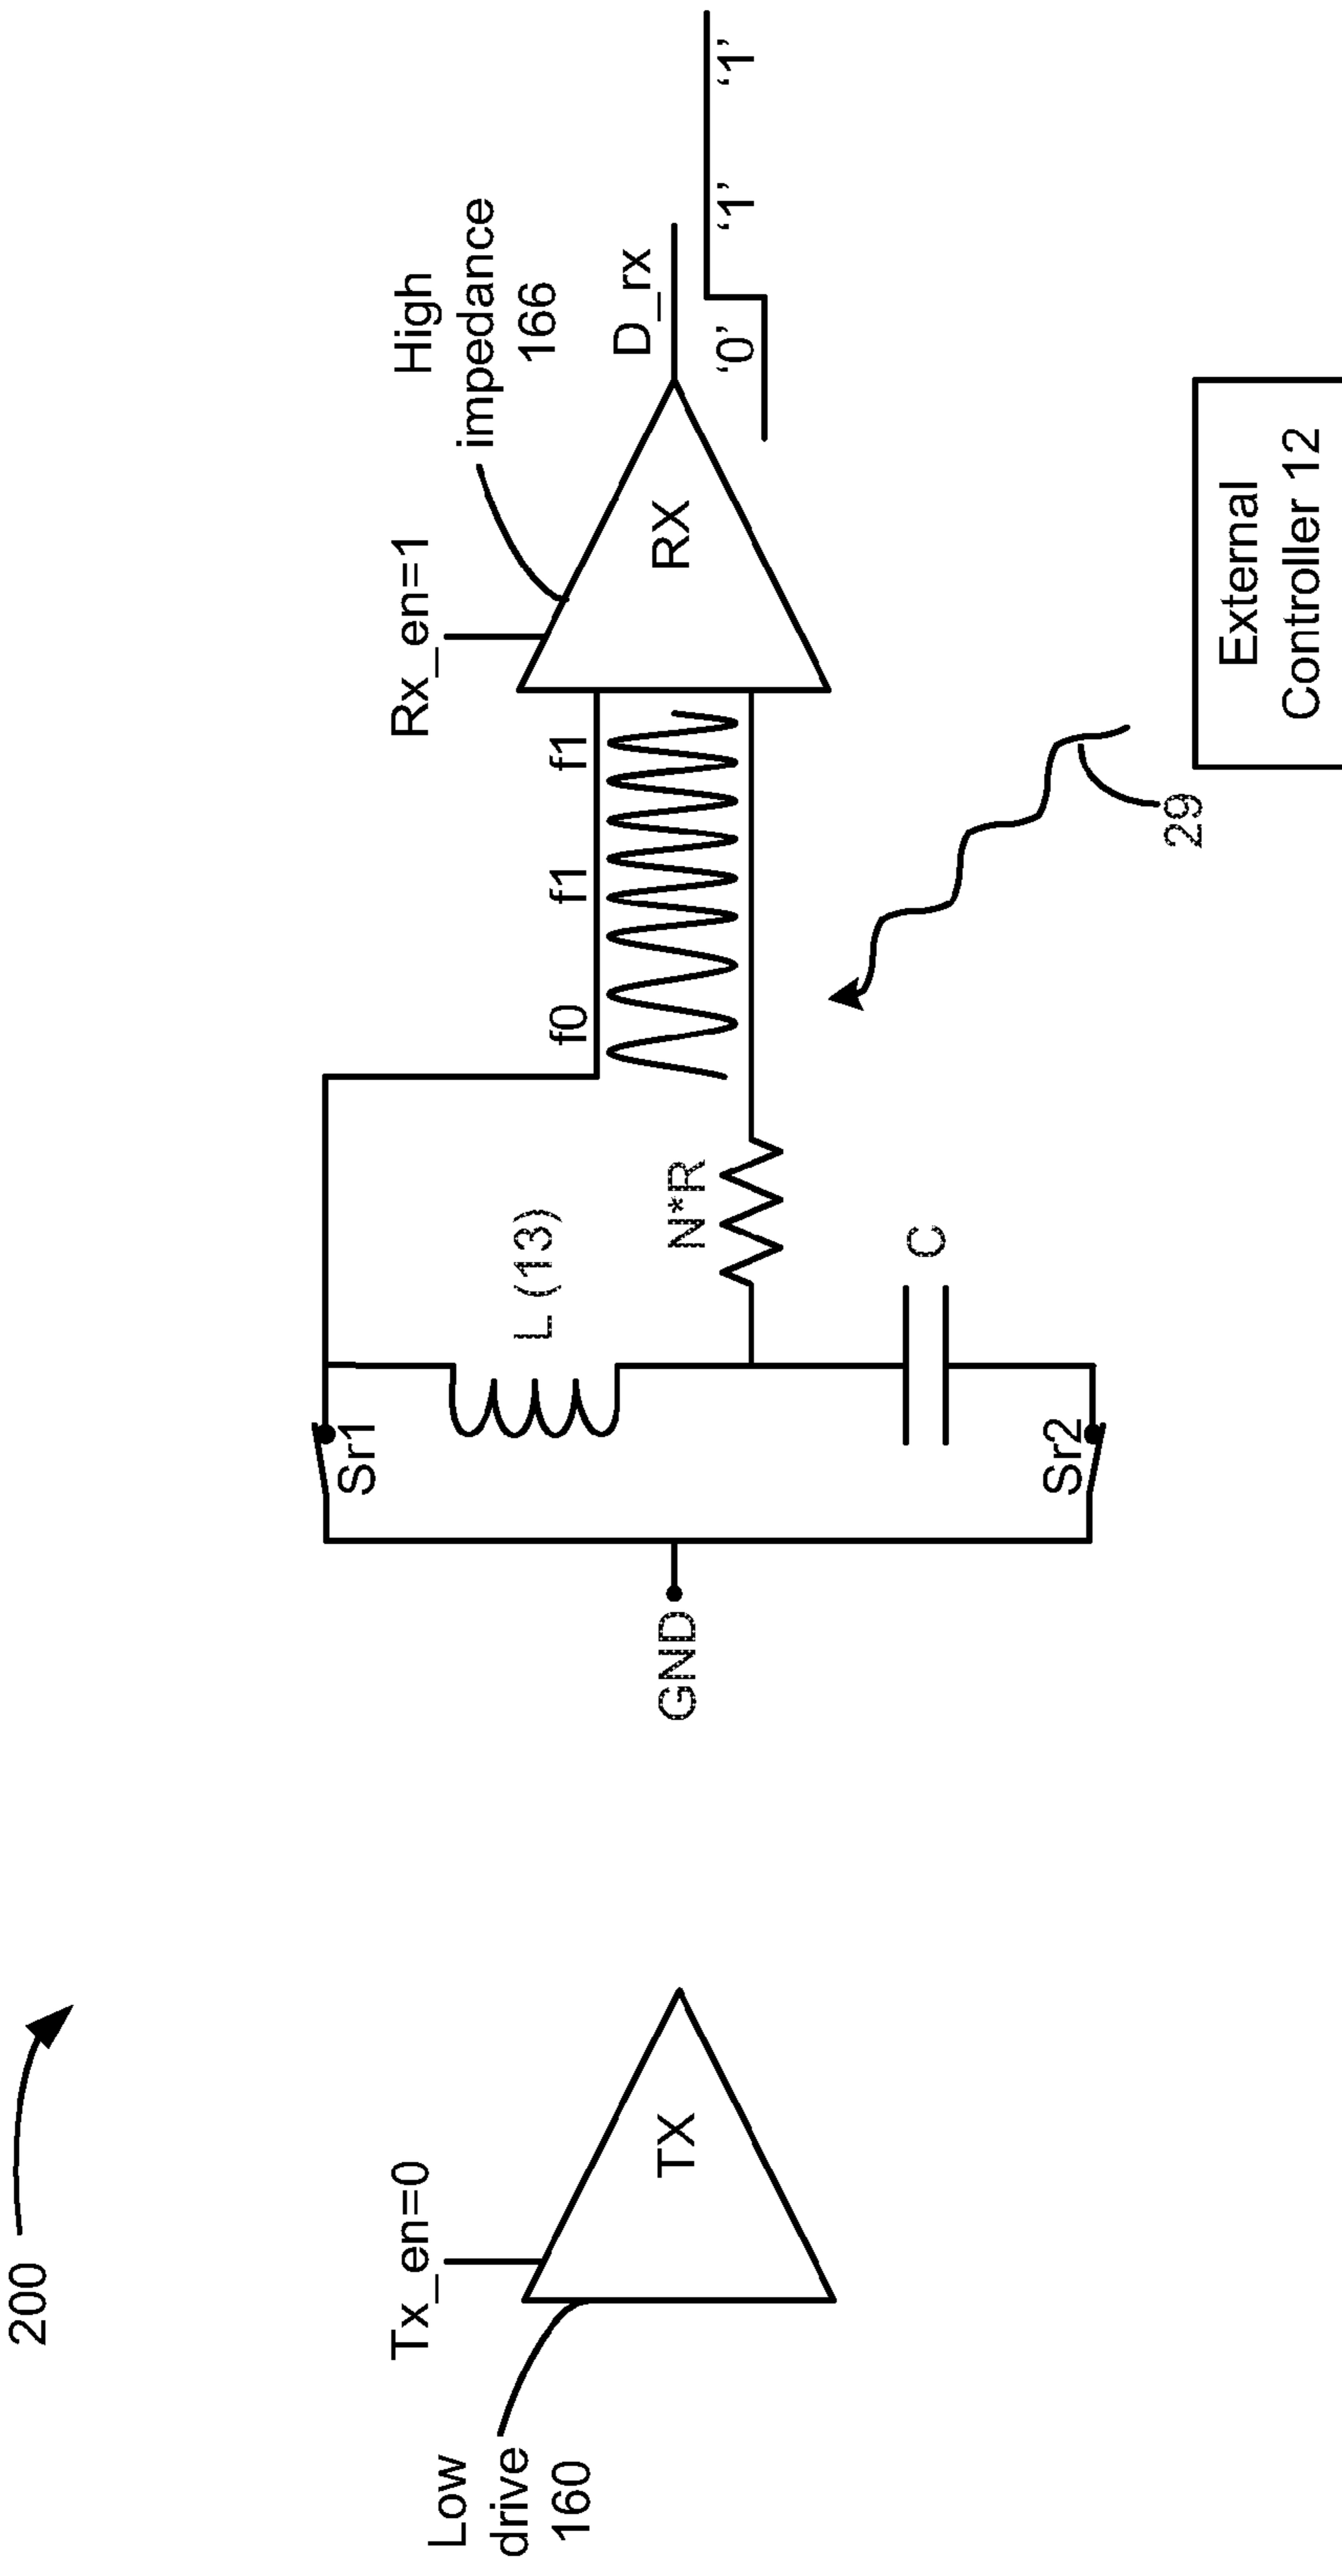 200
Low
drive
160
Tx_en=0
TX
GND
Sr1
Sr2
L (13)
N*R
C
f0
f1
f1
Rx_en=1
High
impedance
166
RX
D_rx
‘0’
‘1’
‘1’
29
External
Controller 12